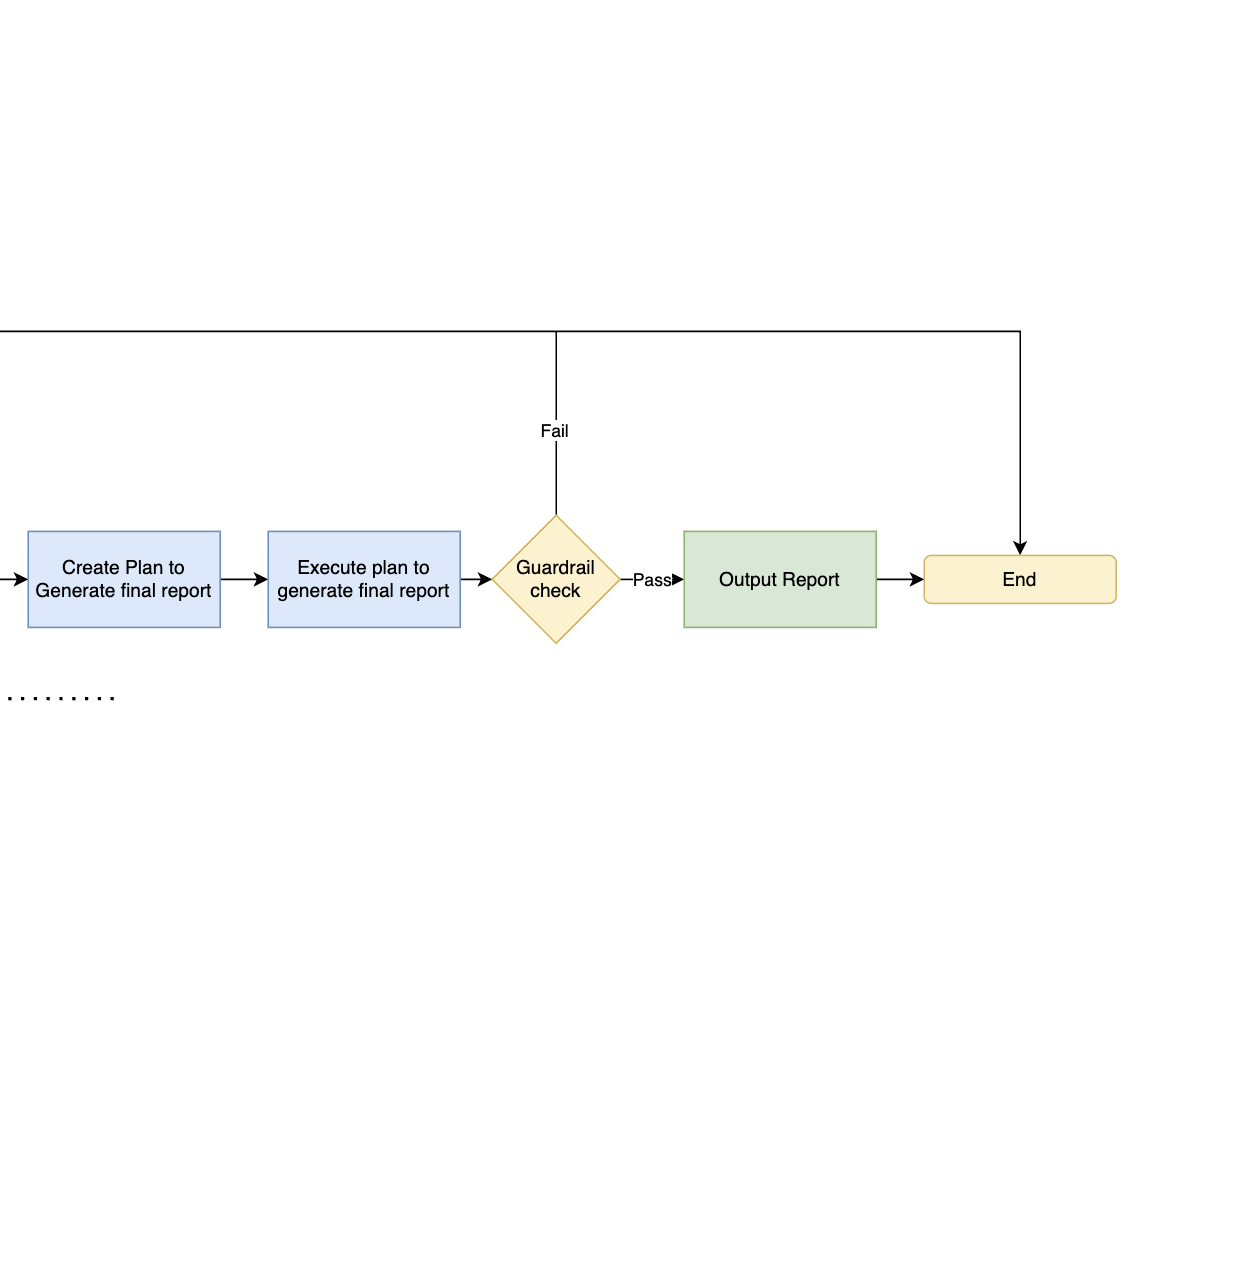 Fail
Create Plan to
Generate final report
Execute plan to
generate final report
Guardrail
check
Pass
Output Report
End